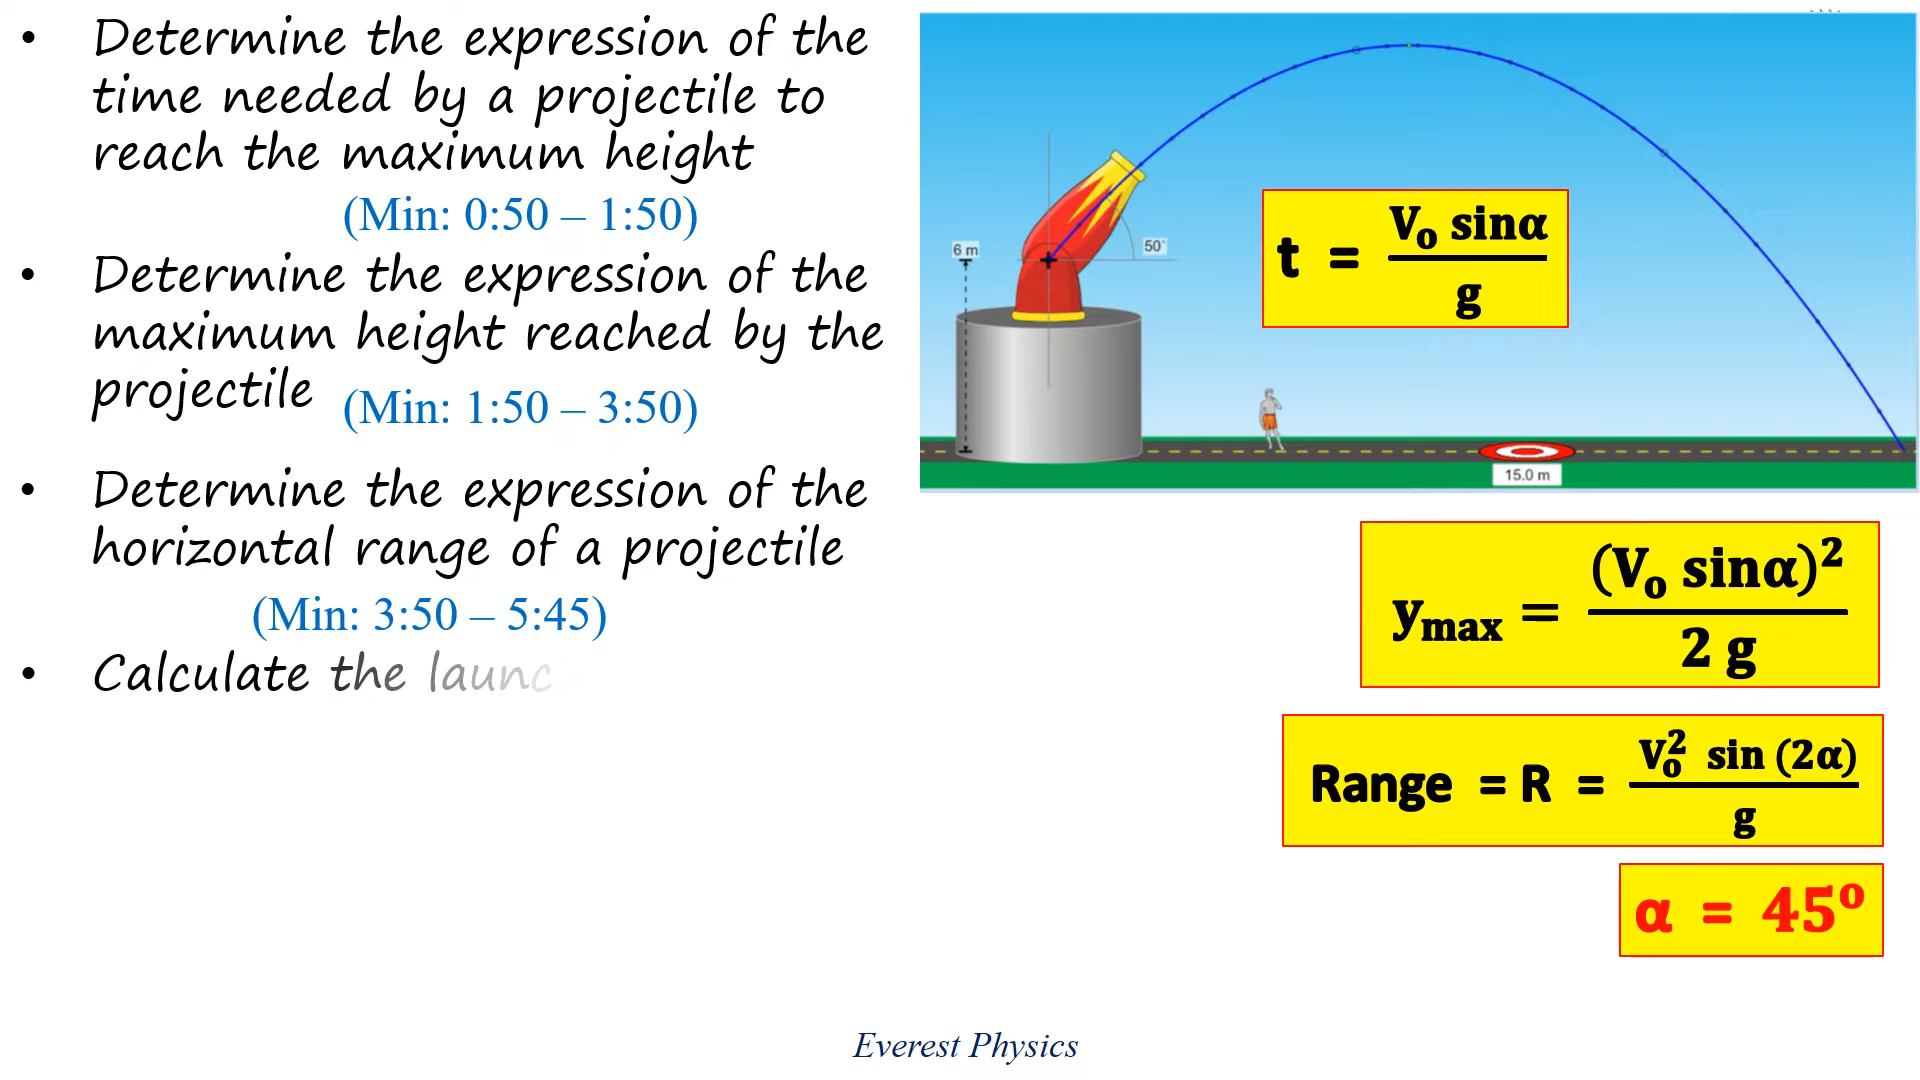 • Determine the expression of the
time needed by a projectile to
reach the maximum height
(Min: 0:50 – 1:50)
• Determine the expression of the
maximum height reached by the
projectile (Min: 1:50 – 3:50)
• Determine the expression of the
horizontal range of a projectile
(Min: 3:50 – 5:45)
• Calculate the launc
6 m
50°
15.0 m
t = V₀ sinα / g
yₘₐₓ = (V₀ sinα)² / 2 g
Range = R = V₀² sin (2α) / g
α = 45º
Everest Physics